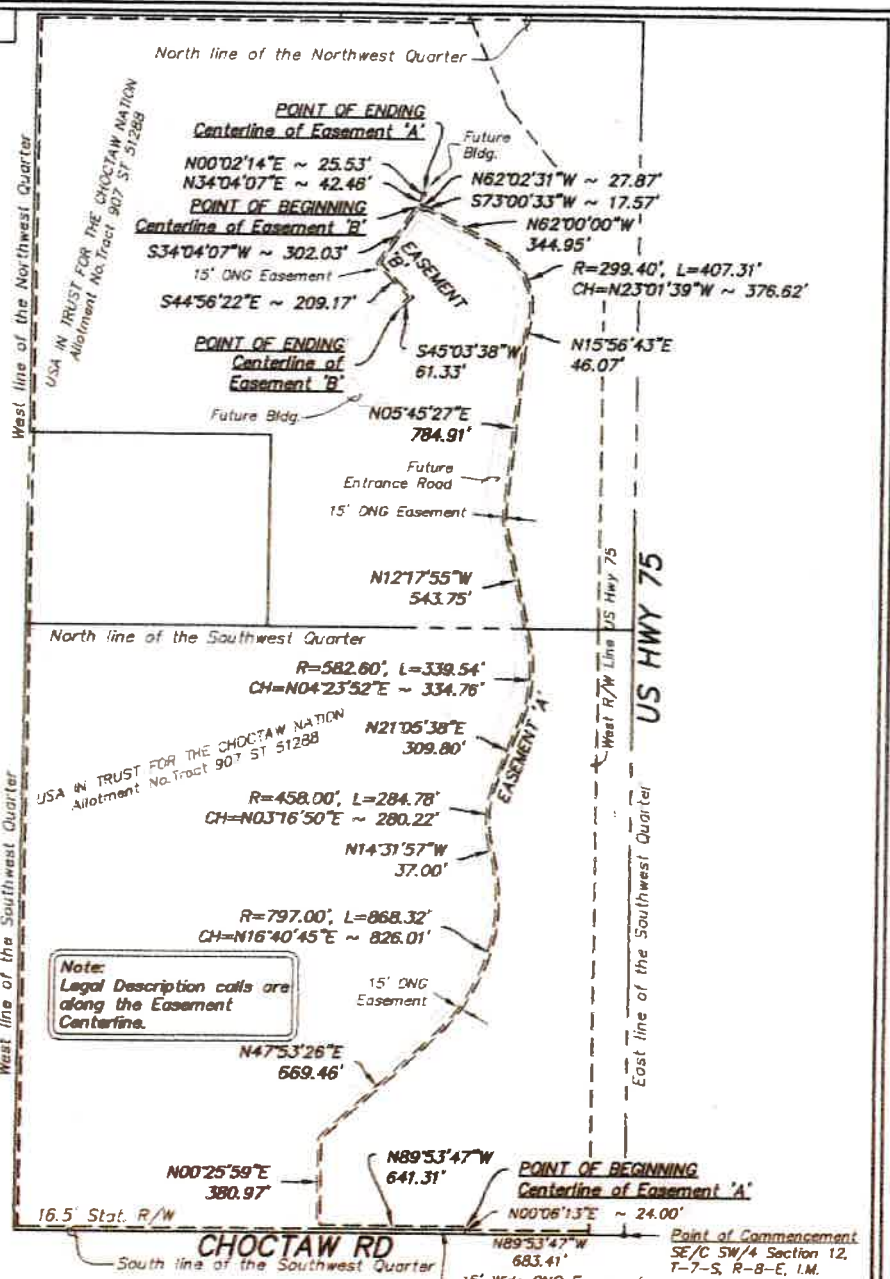 North line of the Northwest Quarter
West line of the Northwest Quarter
USA IN TRUST FOR THE CHOCTAW NATION
Allotment No. Tract 907 ST 51288
POINT OF ENDING
Centerline of Easement 'A'
Future
Bldg.
N00°02'14"E ~ 25.53'
N34°04'07"E ~ 42.46'
N62°02'31"W ~ 27.87'
S73°00'33"W ~ 17.57'
POINT OF BEGINNING
Centerline of Easement 'B'
N62°00'00"W
344.95'
S34°04'07"W ~ 302.03'
EASEMENT
'B'
15' ONG Easement
R=299.40', L=407.31'
CH=N23°01'39"W ~ 376.62'
S44°56'22"E ~ 209.17'
POINT OF ENDING
Centerline of
Easement 'B'
S45°03'38"W
61.33'
N15°56'43"E
46.07'
Future Bldg.
N05°45'27"E
784.91'
Future
Entrance Road
15' ONG Easement
N12°17'55"W
543.75'
West R/W Line US Hwy 75
US HWY 75
North line of the Southwest Quarter
R=582.60', L=339.54'
CH=N04°23'52"E ~ 334.76'
USA IN TRUST FOR THE CHOCTAW NATION
Allotment No. Tract 907 ST 51288
N21°05'38"E
309.80'
EASEMENT 'A'
R=458.00', L=284.78'
CH=N03°16'50"E ~ 280.22'
N14°31'57"W
37.00'
West line of the Southwest Quarter
East line of the Southwest Quarter
R=797.00', L=868.32'
CH=N16°40'45"E ~ 826.01'
Note:
Legal Description calls are
along the Easement
Centerline.
15' ONG
Easement
N47°53'26"E
669.46'
N00°25'59"E
380.97'
N89°53'47"W
641.31'
POINT OF BEGINNING
Centerline of Easement 'A'
N00°06'13"E ~ 24.00'
16.5' Stat. R/W
CHOCTAW RD
South line of the Southwest Quarter
N89°53'47"W
683.41'
Point of Commencement
SE/C SW/4 Section 12,
T-7-S, R-8-E, I.M.